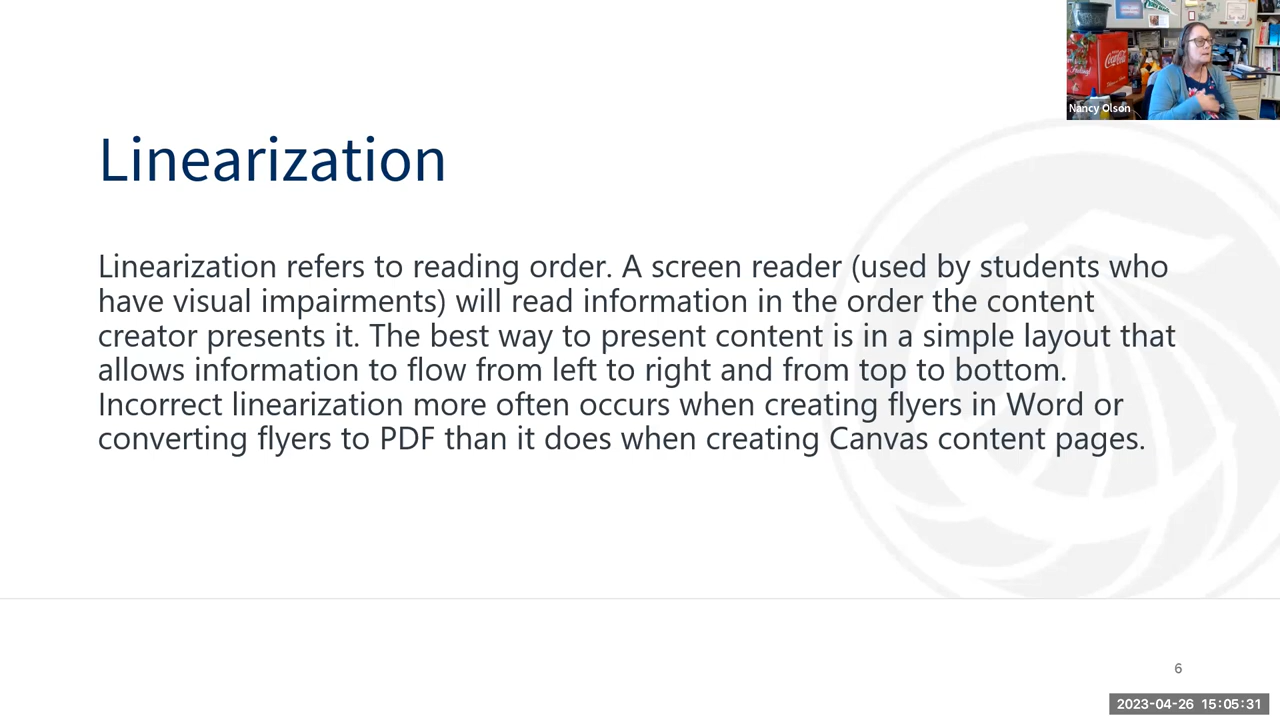 Coca-Cola
Nancy Olson
Linearization
Linearization refers to reading order. A screen reader (used by students who
have visual impairments) will read information in the order the content
creator presents it. The best way to present content is in a simple layout that
allows information to flow from left to right and from top to bottom.
Incorrect linearization more often occurs when creating flyers in Word or
converting flyers to PDF than it does when creating Canvas content pages.
6
2023-04-26 15:05:31